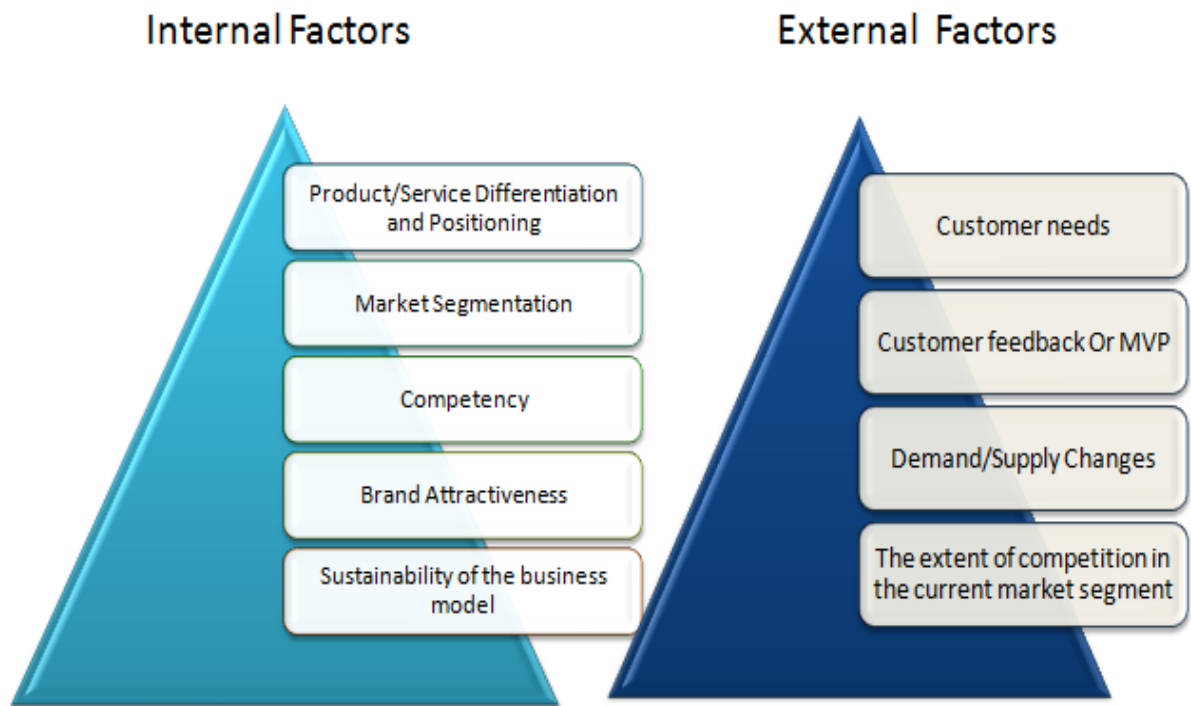 Internal Factors
External Factors
Product/Service Differentiation
and Positioning
Market Segmentation
Competency
Brand Attractiveness
Sustainability of the business
model
Customer needs
Customer feedback Or MVP
Demand/Supply Changes
The extent of competition in
the current market segment